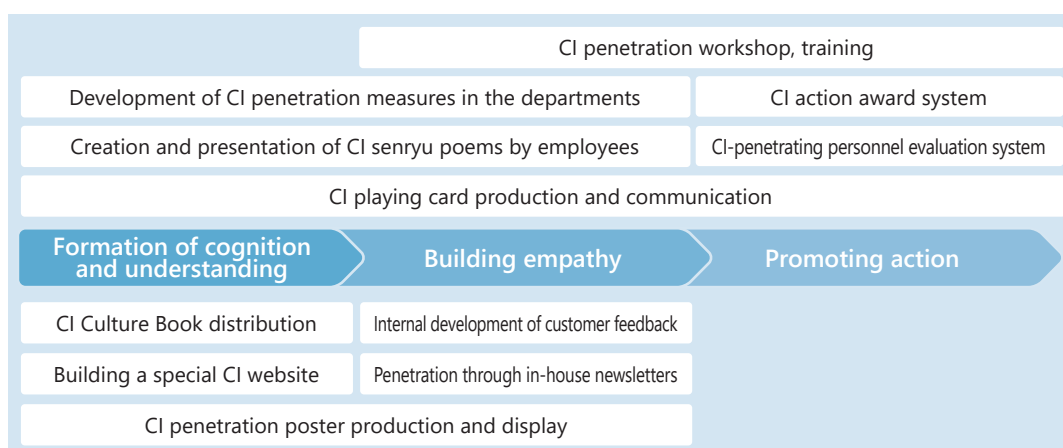 CI penetration workshop, training
Development of CI penetration measures in the departments
CI action award system
Creation and presentation of CI senryu poems by employees
CI-penetrating personnel evaluation system
CI playing card production and communication
Formation of cognition
and understanding
Building empathy
Promoting action
CI Culture Book distribution
Internal development of customer feedback
Building a special CI website
Penetration through in-house newsletters
CI penetration poster production and display